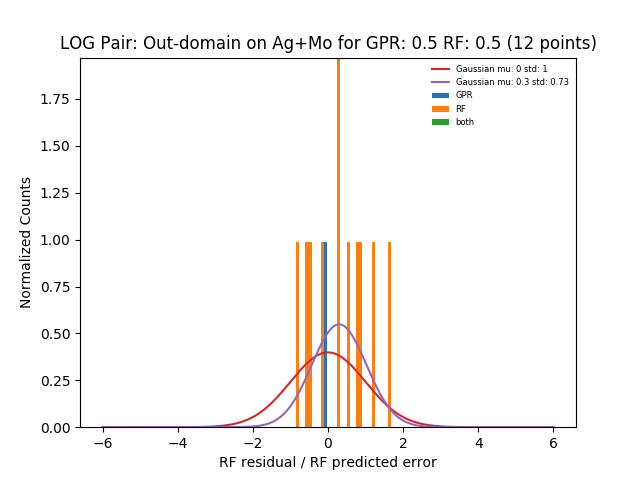 LOG Pair: Out-domain on Ag+Mo for GPR: 0.5 RF: 0.5 (12 points)
Gaussian mu: 0 std: 1
Gaussian mu: 0.3 std: 0.73
GPR
RF
both
1.75
1.50
1.25
1.00
0.75
0.50
0.25
0.00
Normalized Counts
−6 −4 −2 0 2 4 6
RF residual / RF predicted error